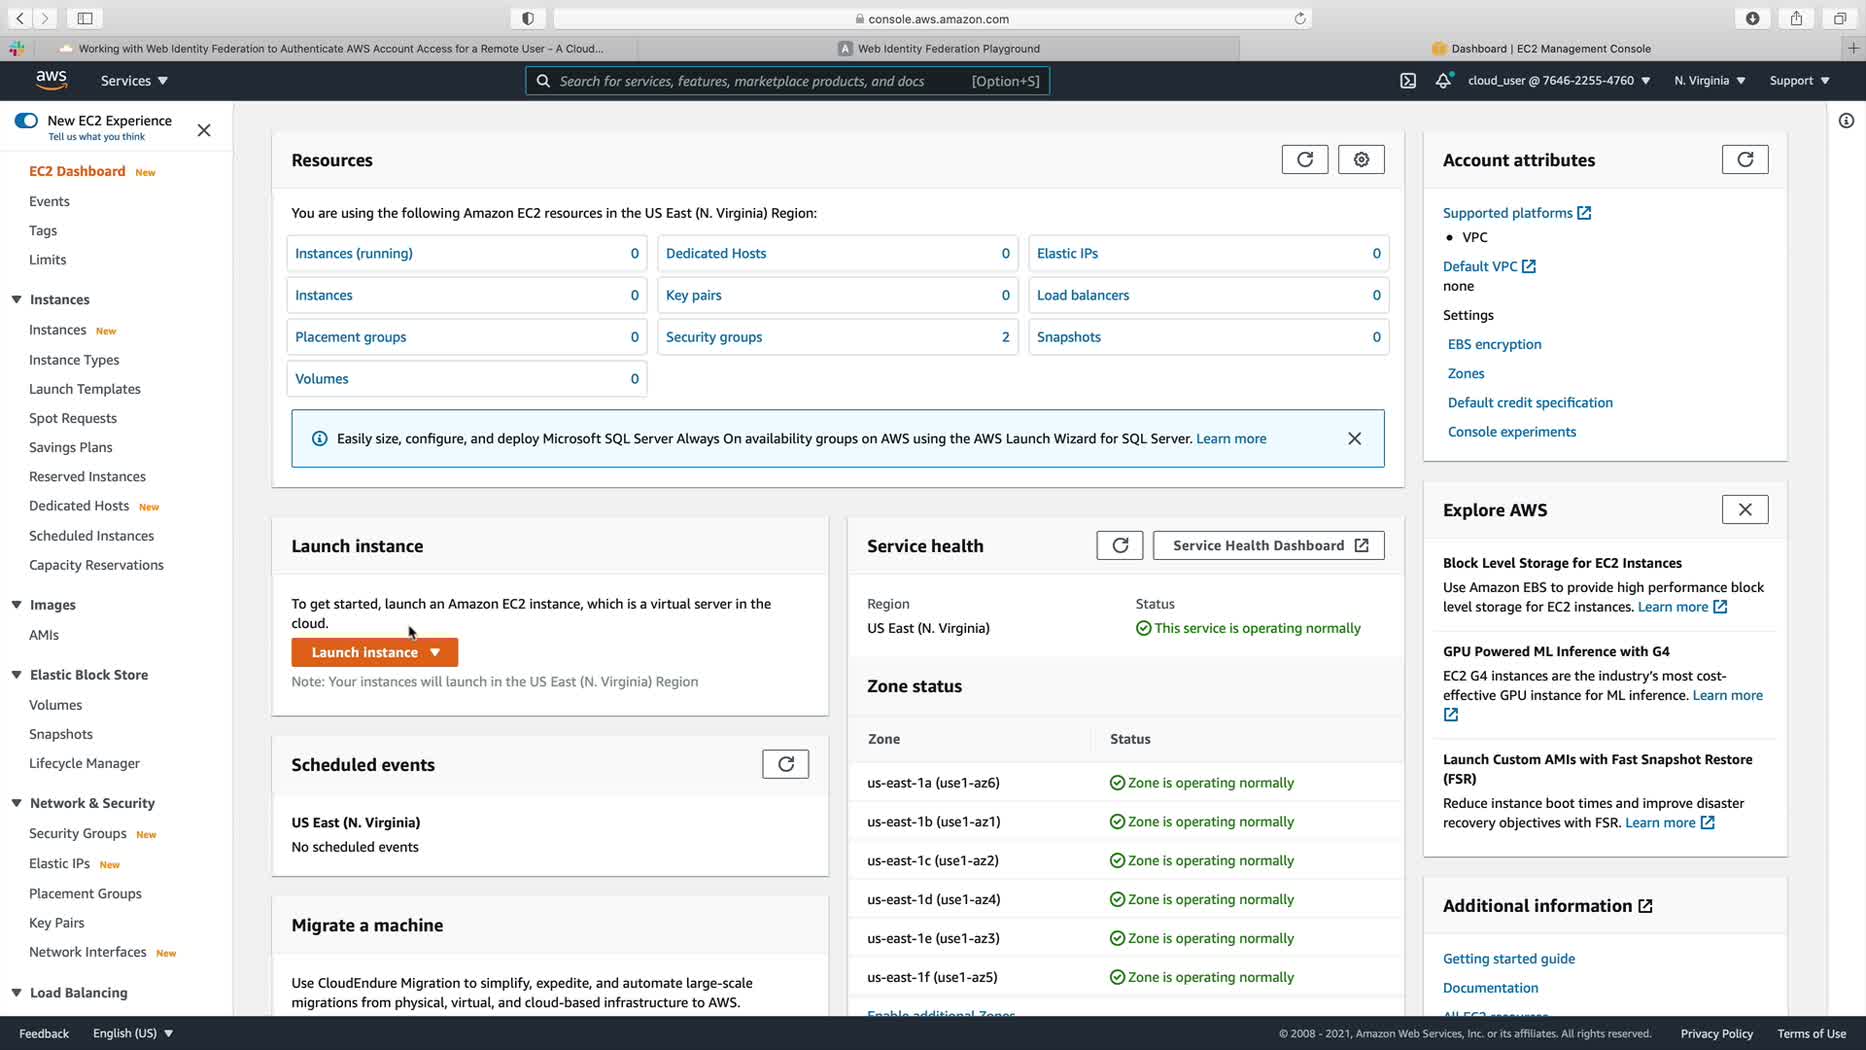 console.aws.amazon.com
Working with Web Identity Federation to Authenticate AWS Account Access for a Remote User - A Cloud...
A Web Identity Federation Playground
Dashboard | EC2 Management Console
aws
Services
Search for services, features, marketplace products, and docs [Option+S]
cloud_user @ 7646-2255-4760
N. Virginia
Support
New EC2 Experience
Tell us what you think
EC2 Dashboard New
Events
Tags
Limits
Instances
Instances New
Instance Types
Launch Templates
Spot Requests
Savings Plans
Reserved Instances
Dedicated Hosts New
Scheduled Instances
Capacity Reservations
Images
AMIs
Elastic Block Store
Volumes
Snapshots
Lifecycle Manager
Network & Security
Security Groups New
Elastic IPs New
Placement Groups
Key Pairs
Network Interfaces New
Load Balancing
Resources
You are using the following Amazon EC2 resources in the US East (N. Virginia) Region:
Instances (running) 0
Dedicated Hosts 0
Elastic IPs 0
Instances 0
Key pairs 0
Load balancers 0
Placement groups 0
Security groups 2
Snapshots 0
Volumes 0
Easily size, configure, and deploy Microsoft SQL Server Always On availability groups on AWS using the AWS Launch Wizard for SQL Server. Learn more
Launch instance
To get started, launch an Amazon EC2 instance, which is a virtual server in the
cloud.
Launch instance
Note: Your instances will launch in the US East (N. Virginia) Region
Scheduled events
US East (N. Virginia)
No scheduled events
Migrate a machine
Use CloudEndure Migration to simplify, expedite, and automate large-scale
migrations from physical, virtual, and cloud-based infrastructure to AWS.
Service health
Service Health Dashboard
Region
Status
US East (N. Virginia)
This service is operating normally
Zone status
Zone
Status
us-east-1a (use1-az6) Zone is operating normally
us-east-1b (use1-az1) Zone is operating normally
us-east-1c (use1-az2) Zone is operating normally
us-east-1d (use1-az4) Zone is operating normally
us-east-1e (use1-az3) Zone is operating normally
us-east-1f (use1-az5) Zone is operating normally
Enable additional Zones
Account attributes
Supported platforms
• VPC
Default VPC
none
Settings
EBS encryption
Zones
Default credit specification
Console experiments
Explore AWS
Block Level Storage for EC2 Instances
Use Amazon EBS to provide high performance block
level storage for EC2 instances. Learn more
GPU Powered ML Inference with G4
EC2 G4 instances are the industry's most cost-
effective GPU instance for ML inference. Learn more
Launch Custom AMIs with Fast Snapshot Restore
(FSR)
Reduce instance boot times and improve disaster
recovery objectives with FSR. Learn more
Additional information
Getting started guide
Documentation
All EC2 resources
Feedback
English (US)
© 2008 - 2021, Amazon Web Services, Inc. or its affiliates. All rights reserved.
Privacy Policy
Terms of Use